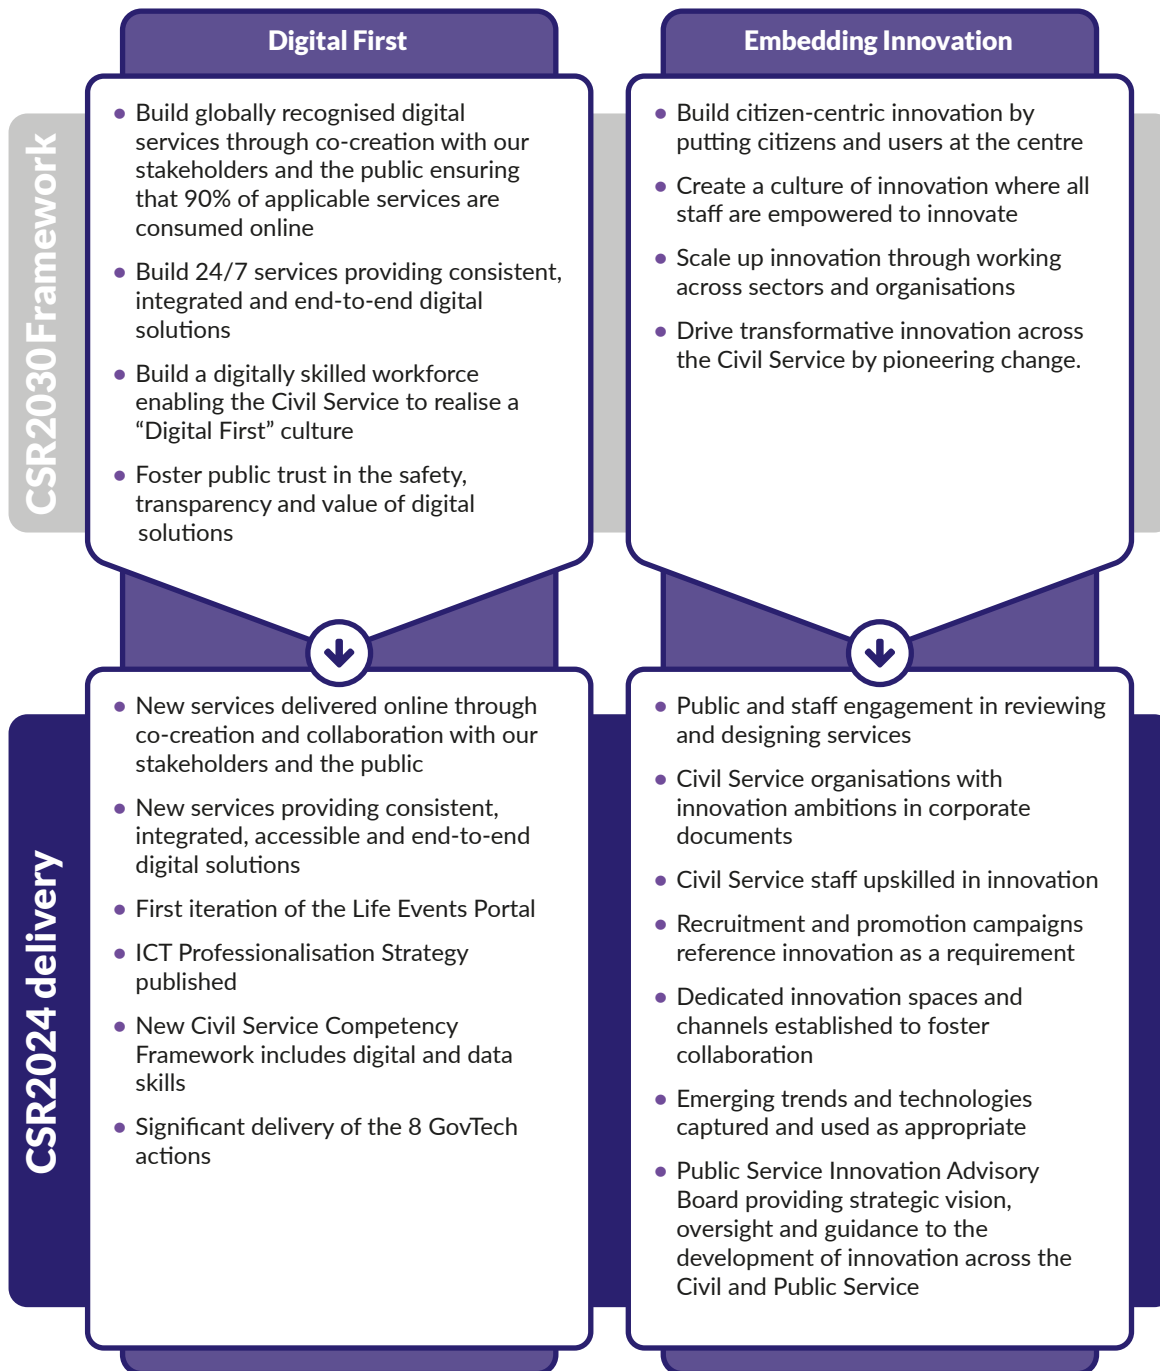 Digital First
CSR2030 Framework
• Build globally recognised digital
services through co-creation with our
stakeholders and the public ensuring
that 90% of applicable services are
consumed online
• Build 24/7 services providing consistent,
integrated and end-to-end digital
solutions
• Build a digitally skilled workforce
enabling the Civil Service to realise a
“Digital First” culture
• Foster public trust in the safety,
transparency and value of digital
solutions
Embedding Innovation
• Build citizen-centric innovation by
putting citizens and users at the centre
• Create a culture of innovation where all
staff are empowered to innovate
• Scale up innovation through working
across sectors and organisations
• Drive transformative innovation across
the Civil Service by pioneering change.
CSR2024 delivery
• New services delivered online through
co-creation and collaboration with our
stakeholders and the public
• New services providing consistent,
integrated, accessible and end-to-end
digital solutions
• First iteration of the Life Events Portal
• ICT Professionalisation Strategy
published
• New Civil Service Competency
Framework includes digital and data
skills
• Significant delivery of the 8 GovTech
actions
• Public and staff engagement in reviewing
and designing services
• Civil Service organisations with
innovation ambitions in corporate
documents
• Civil Service staff upskilled in innovation
• Recruitment and promotion campaigns
reference innovation as a requirement
• Dedicated innovation spaces and
channels established to foster
collaboration
• Emerging trends and technologies
captured and used as appropriate
• Public Service Innovation Advisory
Board providing strategic vision,
oversight and guidance to the
development of innovation across the
Civil and Public Service